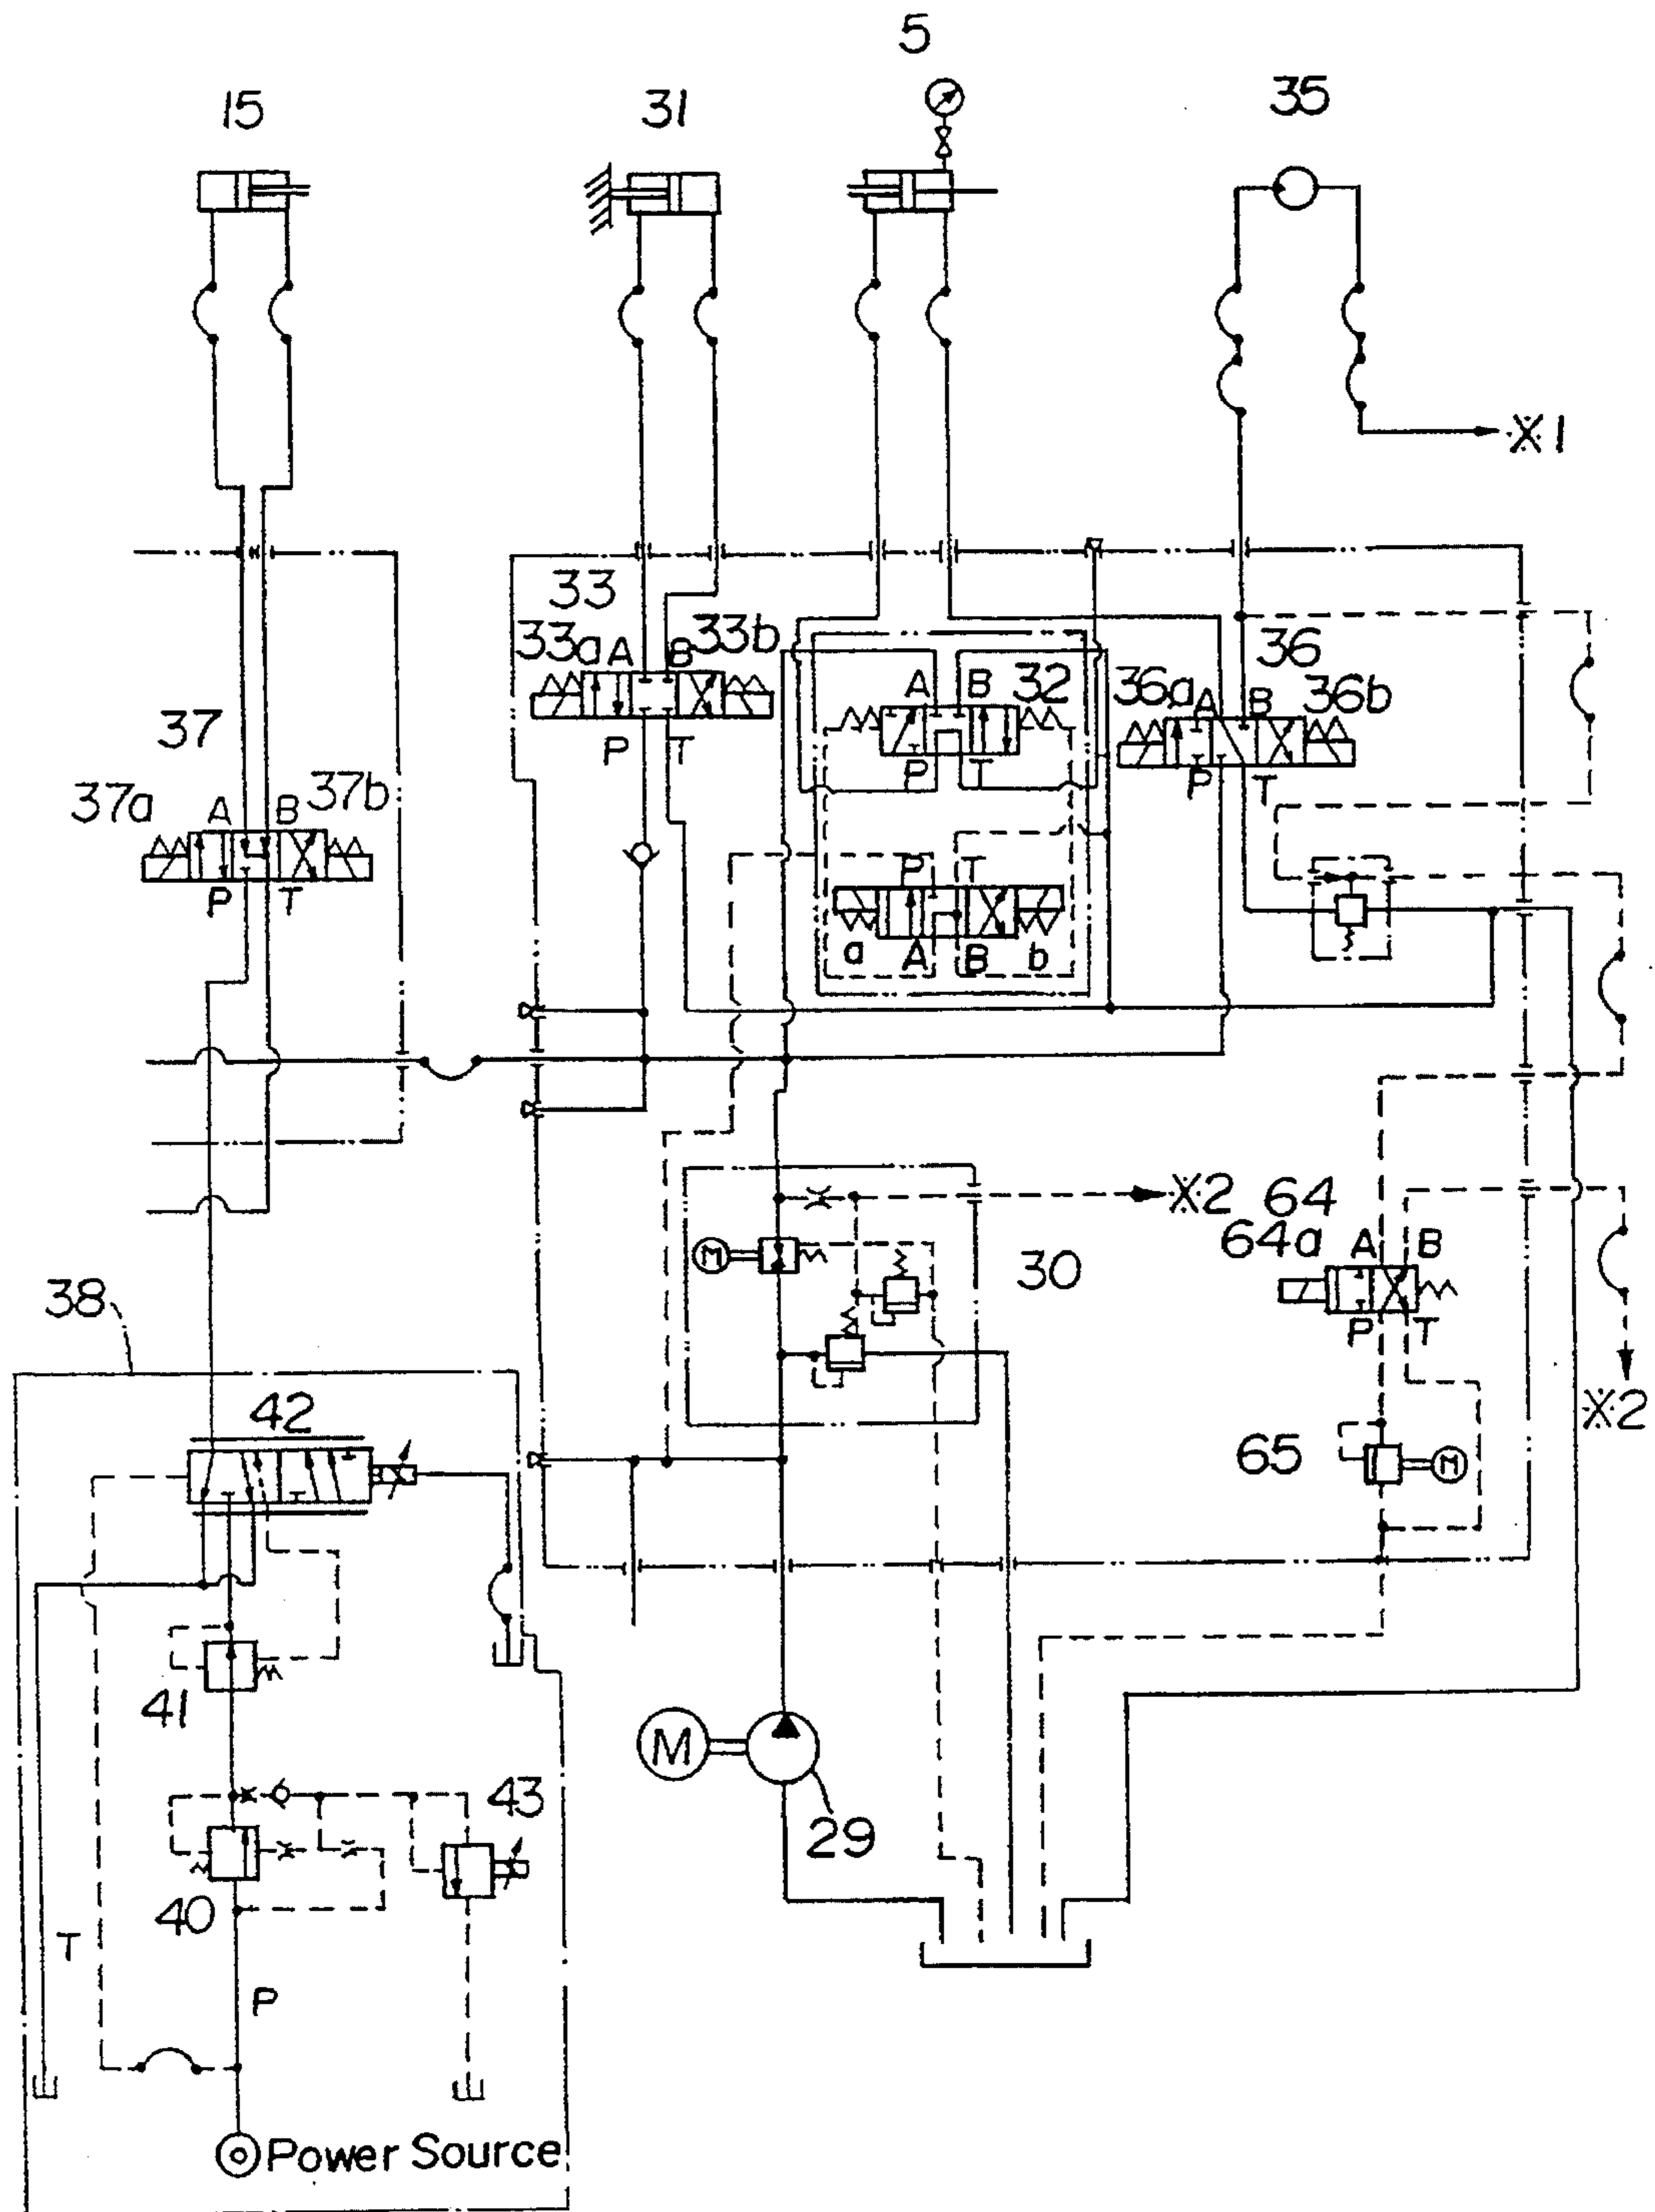 5
15
31
35
※1
33
33a A B 33b
P T
A B 32
P T
36
36a A B 36b
P T
37
37a A B 37b
P T
P T
a A B b
※2
64
64a A B
P T
30
M
38
42
※2
65
M
41
M
29
43
40
T
P
Power Source